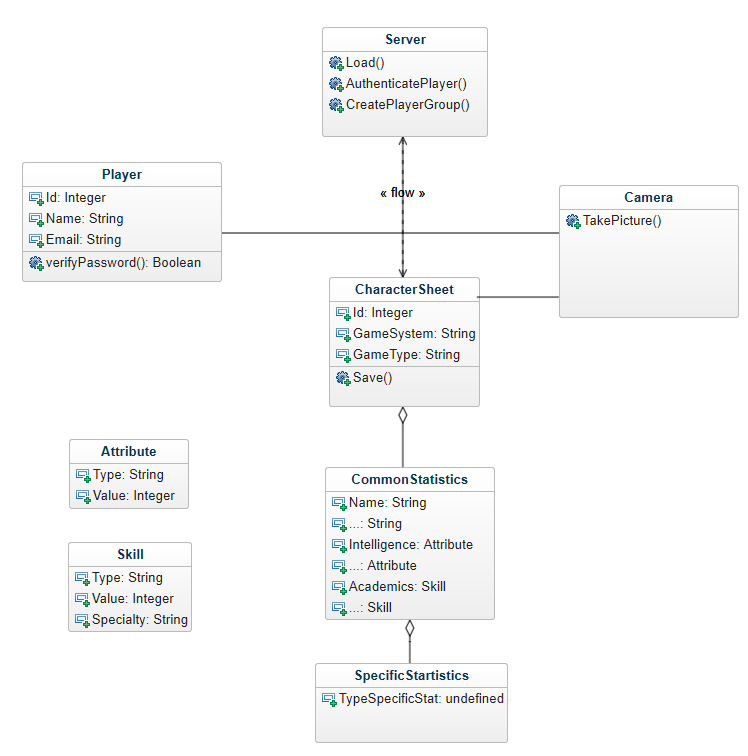 Server
Load()
AuthenticatePlayer()
CreatePlayerGroup()
« flow »
Player
Id: Integer
Name: String
Email: String
verifyPassword(): Boolean
Camera
TakePicture()
CharacterSheet
Id: Integer
GameSystem: String
GameType: String
Save()
Attribute
Type: String
Value: Integer
Skill
Type: String
Value: Integer
Specialty: String
CommonStatistics
Name: String
...: String
Intelligence: Attribute
...: Attribute
Academics: Skill
...: Skill
SpecificStartistics
TypeSpecificStat: undefined